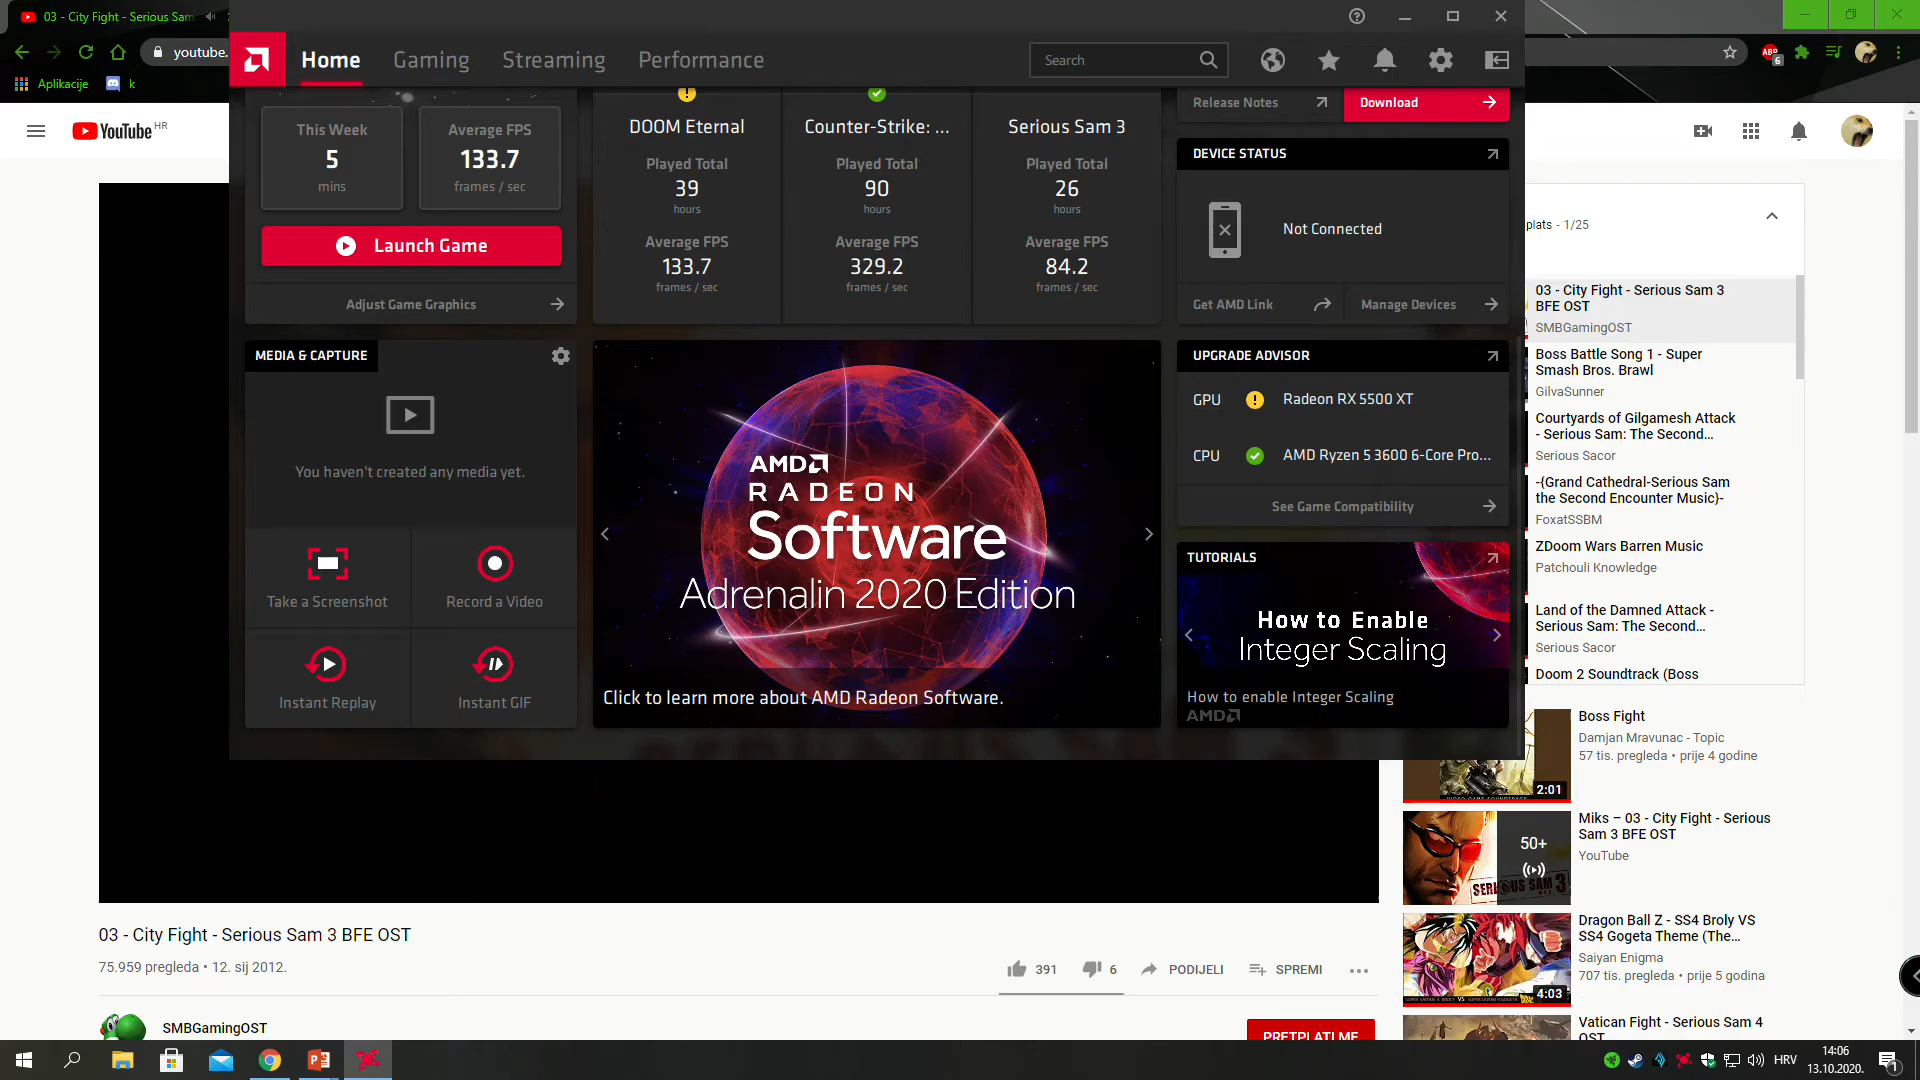 03 - City Fight - Serious Sam
youtube.
Aplikacije
k
Home
Gaming
Streaming
Performance
Search
ABP
6
YouTube HR
This Week
5
mins
Average FPS
133.7
frames / sec
Launch Game
Adjust Game Graphics
DOOM Eternal
Played Total
39
hours
Average FPS
133.7
frames / sec
Counter-Strike: ...
Played Total
90
hours
Average FPS
329.2
frames / sec
Serious Sam 3
Played Total
26
hours
Average FPS
84.2
frames / sec
Release Notes
Download
DEVICE STATUS
Not Connected
Get AMD Link
Manage Devices
MEDIA & CAPTURE
You haven't created any media yet.
Take a Screenshot
Record a Video
Instant Replay
Instant GIF
AMD
RADEON
Software
Adrenalin 2020 Edition
Click to learn more about AMD Radeon Software.
UPGRADE ADVISOR
GPU
Radeon RX 5500 XT
CPU
AMD Ryzen 5 3600 6-Core Pro...
See Game Compatibility
TUTORIALS
How to Enable
Integer Scaling
How to enable Integer Scaling
AMD
plats - 1/25
03 - City Fight - Serious Sam 3
BFE OST
SMBGamingOST
Boss Battle Song 1 - Super
Smash Bros. Brawl
GilvaSunner
Courtyards of Gilgamesh Attack
- Serious Sam: The Second...
Serious Sacor
-{Grand Cathedral-Serious Sam
the Second Encounter Music}-
FoxatSSBM
ZDoom Wars Barren Music
Patchouli Knowledge
Land of the Damned Attack -
Serious Sam: The Second...
Serious Sacor
Doom 2 Soundtrack (Boss
Boss Fight
Damjan Mravunac - Topic
57 tis. pregleda • prije 4 godine
2:01
Miks – 03 - City Fight - Serious
Sam 3 BFE OST
YouTube
50+
SERIOUS SAM 3
Dragon Ball Z - SS4 Broly VS
SS4 Gogeta Theme (The...
Saiyan Enigma
707 tis. pregleda • prije 5 godina
4:03
Vatican Fight - Serious Sam 4
OST
03 - City Fight - Serious Sam 3 BFE OST
75.959 pregleda • 12. sij 2012.
391
6
PODIJELI
SPREMI
SMBGamingOST
PRETPLATI ME
HRV
14:06
13.10.2020.
1